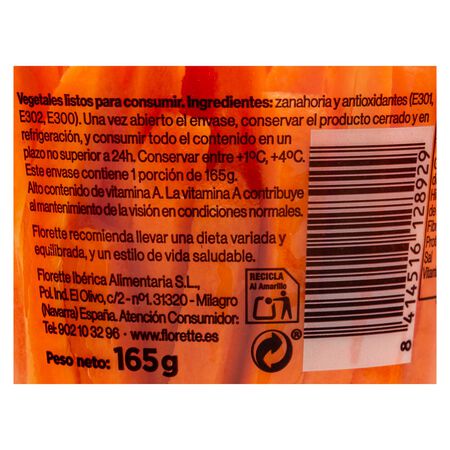 Vegetales listos para consumir. Ingredientes: zanahoria y antioxidantes (E301,
E302, E300). Una vez abierto el envase, conservar el producto cerrado y en
refrigeración, y consumir todo el contenido en un
plazo no superior a 24h. Conservar entre +1ºC, +4ºC.
Este envase contiene 1 porción de 165g.
Alto contenido de vitamina A. La vitamina A contribuye
al mantenimiento de la visión en condiciones normales.
Florette recomienda llevar una dieta variada y
equilibrada, y un estilo de vida saludable.
Florette Ibérica Alimentaria S.L.,
Pol. Ind. El Olivo, c/2 - nº1. 31320 - Milagro
(Navarra) España. Atención Consumidor:
Tel: 902 10 32 96 · www.florette.es
Peso neto: 165g
RECICLA
Al Amarillo
®
8 414516 128929
Fib
Prot
Sal
Vitam